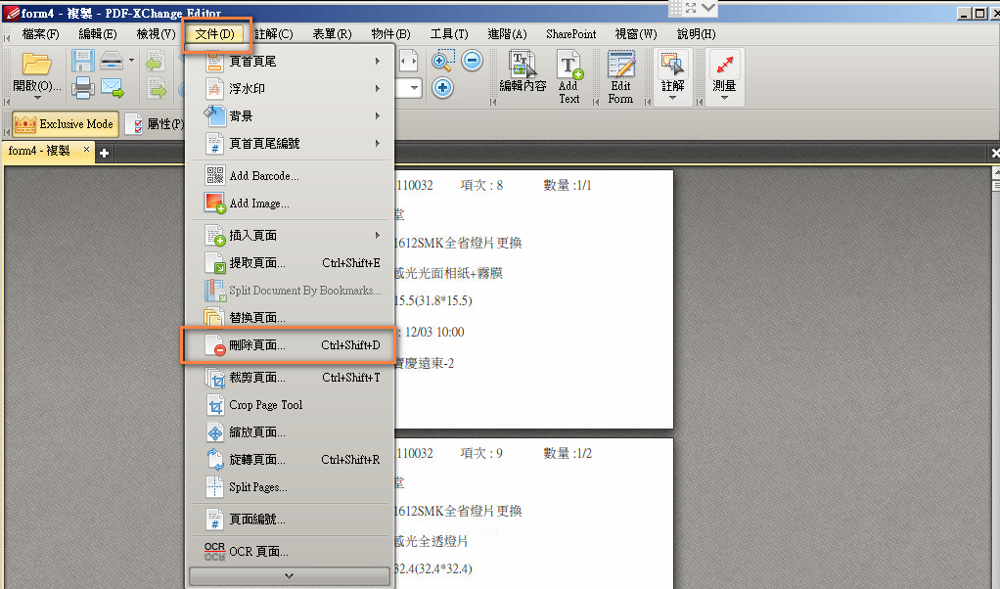 form4 - 複製 - PDF-XChange Editor
檔案(F) 編輯(E) 檢視(V) 文件(D) 註解(C) 表單(R) 物件(B) 工具(T) 進階(A) SharePoint 視窗(W) 說明(H)
開啟(O)...
編輯內容
Add Text
Edit Form
註解
測量
Exclusive Mode 屬性(P)
form4 - 複製
頁首頁尾
浮水印
背景
頁首頁尾編號
Add Barcode...
Add Image...
插入頁面
提取頁面... Ctrl+Shift+E
Split Document By Bookmarks...
替換頁面...
刪除頁面... Ctrl+Shift+D
裁剪頁面... Ctrl+Shift+T
Crop Page Tool
縮放頁面...
旋轉頁面... Ctrl+Shift+R
Split Pages...
頁面編號...
OCR 頁面...
110032 項次 : 8 數量 :1/1
堂
1612SMK全省燈片更換
感光光面相紙+霧膜
15.5(31.8*15.5)
: 12/03 10:00
寶慶遠東-2
110032 項次 : 9 數量 :1/2
堂
1612SMK全省燈片更換
感光全透燈片
32.4(32.4*32.4)